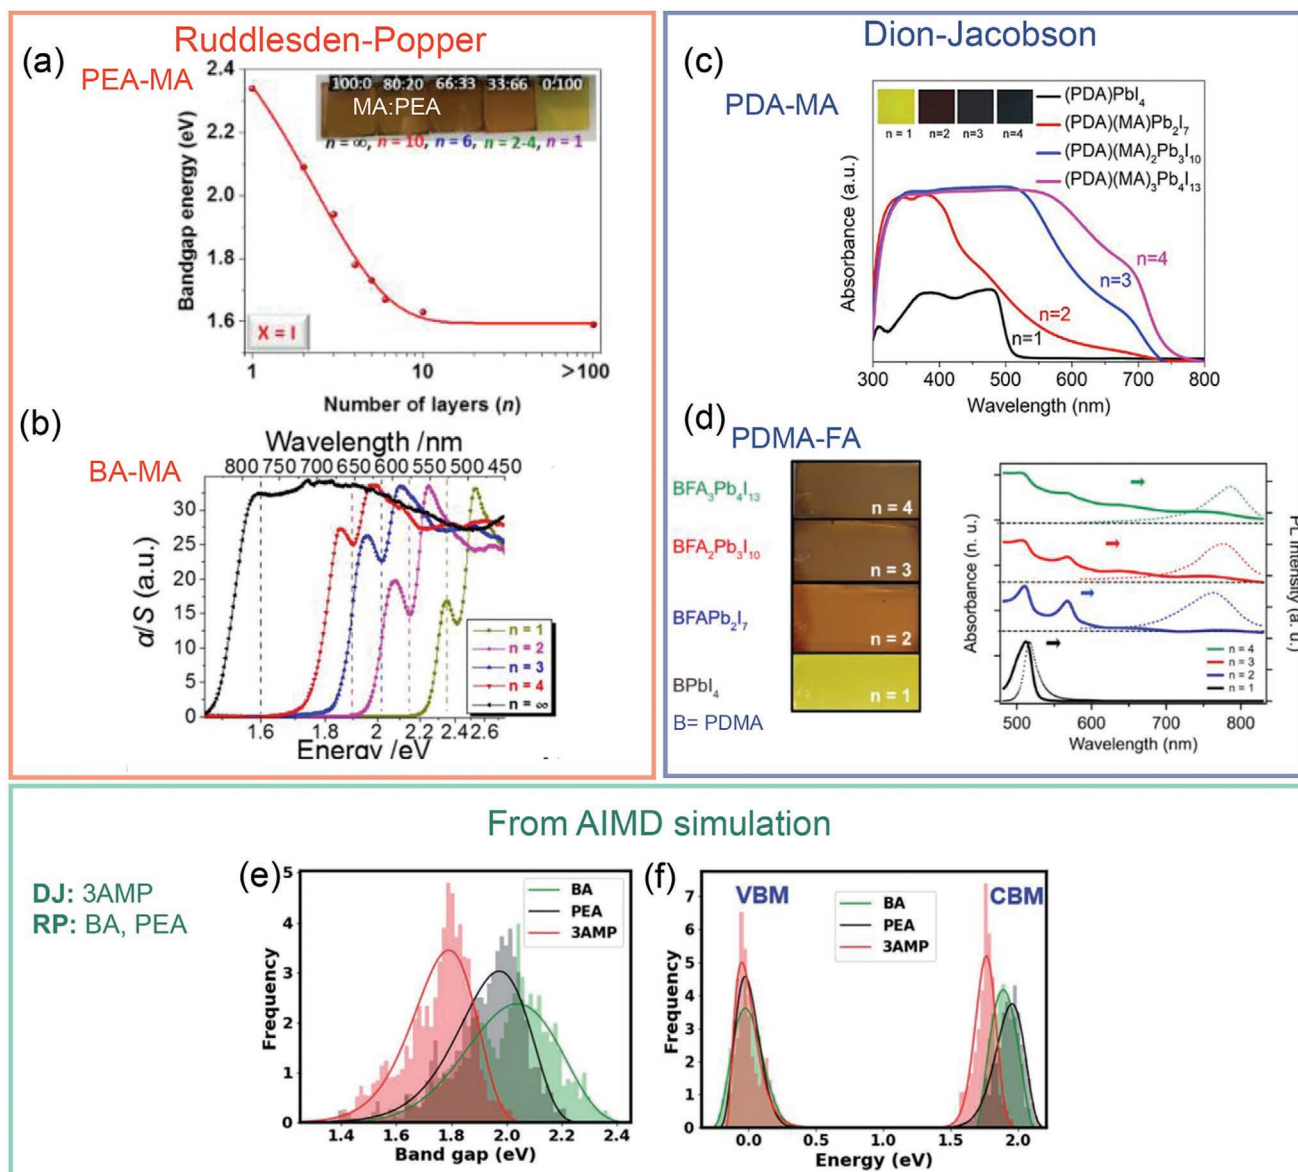 Ruddlesden-Popper
(a)
PEA-MA
2.4
2.2
2.0
1.8
1.6
Bandgap energy (eV)
100:0 80:20 66:33 33:66 0:100
MA:PEA
n = ∞, n = 10, n = 6, n = 2-4, n = 1
X = I
1 10 >100
Number of layers (n)
(b)
BA-MA
Wavelength /nm
800 750 700 650 600 550 500 450
30
25
20
15
10
5
0
α/S (a.u.)
n = 1
n = 2
n = 3
n = 4
n = ∞
1.6 1.8 2 2.2 2.4 2.6
Energy /eV
Dion-Jacobson
(c)
PDA-MA
Absorbance (a.u.)
n = 1 n=2 n=3 n=4
(PDA)PbI₄
(PDA)(MA)Pb₂I₇
(PDA)(MA)₂Pb₃I₁₀
(PDA)(MA)₃Pb₄I₁₃
n=4
n=3
n=2
n=1
300 400 500 600 700 800
Wavelength (nm)
(d)
PDMA-FA
BFA₃Pb₄I₁₃
BFA₂Pb₃I₁₀
BFAPb₂I₇
BPbI₄
B= PDMA
n = 4
n = 3
n = 2
n = 1
Absorbance (n. u.)
PL Intensity (a. u.)
n = 4
n = 3
n = 2
n = 1
500 600 700 800
Wavelength (nm)
From AIMD simulation
DJ: 3AMP
RP: BA, PEA
(e)
5
4
3
2
1
0
Frequency
BA
PEA
3AMP
1.4 1.6 1.8 2.0 2.2 2.4
Band gap (eV)
(f)
7
6
5
4
3
2
1
0
Frequency
VBM
CBM
BA
PEA
3AMP
0.0 0.5 1.0 1.5 2.0
Energy (eV)